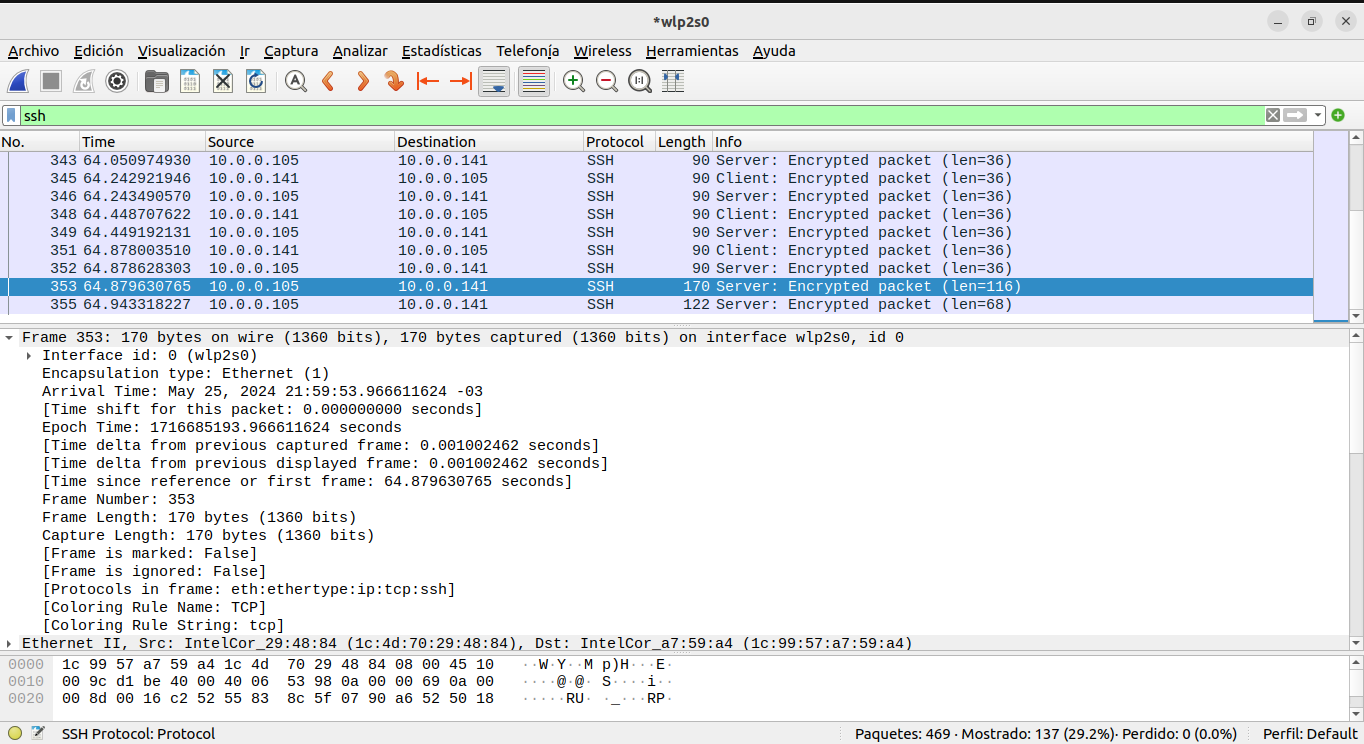 *wlp2s0
Archivo Edición Visualización Ir Captura Analizar Estadísticas Telefonía Wireless Herramientas Ayuda
ssh
No. Time Source Destination Protocol Length Info
343 64.050974930 10.0.0.105 10.0.0.141 SSH 90 Server: Encrypted packet (len=36)
345 64.242921946 10.0.0.141 10.0.0.105 SSH 90 Client: Encrypted packet (len=36)
346 64.243490570 10.0.0.105 10.0.0.141 SSH 90 Server: Encrypted packet (len=36)
348 64.448707622 10.0.0.141 10.0.0.105 SSH 90 Client: Encrypted packet (len=36)
349 64.449192131 10.0.0.105 10.0.0.141 SSH 90 Server: Encrypted packet (len=36)
351 64.878003510 10.0.0.141 10.0.0.105 SSH 90 Client: Encrypted packet (len=36)
352 64.878628303 10.0.0.105 10.0.0.141 SSH 90 Server: Encrypted packet (len=36)
353 64.879630765 10.0.0.105 10.0.0.141 SSH 170 Server: Encrypted packet (len=116)
355 64.943318227 10.0.0.105 10.0.0.141 SSH 122 Server: Encrypted packet (len=68)
Frame 353: 170 bytes on wire (1360 bits), 170 bytes captured (1360 bits) on interface wlp2s0, id 0
Interface id: 0 (wlp2s0)
Encapsulation type: Ethernet (1)
Arrival Time: May 25, 2024 21:59:53.966611624 -03
[Time shift for this packet: 0.000000000 seconds]
Epoch Time: 1716685193.966611624 seconds
[Time delta from previous captured frame: 0.001002462 seconds]
[Time delta from previous displayed frame: 0.001002462 seconds]
[Time since reference or first frame: 64.879630765 seconds]
Frame Number: 353
Frame Length: 170 bytes (1360 bits)
Capture Length: 170 bytes (1360 bits)
[Frame is marked: False]
[Frame is ignored: False]
[Protocols in frame: eth:ethertype:ip:tcp:ssh]
[Coloring Rule Name: TCP]
[Coloring Rule String: tcp]
Ethernet II, Src: IntelCor_29:48:84 (1c:4d:70:29:48:84), Dst: IntelCor_a7:59:a4 (1c:99:57:a7:59:a4)
0000 1c 99 57 a7 59 a4 1c 4d 70 29 48 84 08 00 45 10 ··W·Y··M p)H···E·
0010 00 9c d1 be 40 00 40 06 53 98 0a 00 00 69 0a 00 ····@·@· S····i··
0020 00 8d 00 16 c2 52 55 83 8c 5f 07 90 a6 52 50 18 ·····RU· ·_···RP·
SSH Protocol: Protocol
Paquetes: 469 · Mostrado: 137 (29.2%)· Perdido: 0 (0.0%)
Perfil: Default